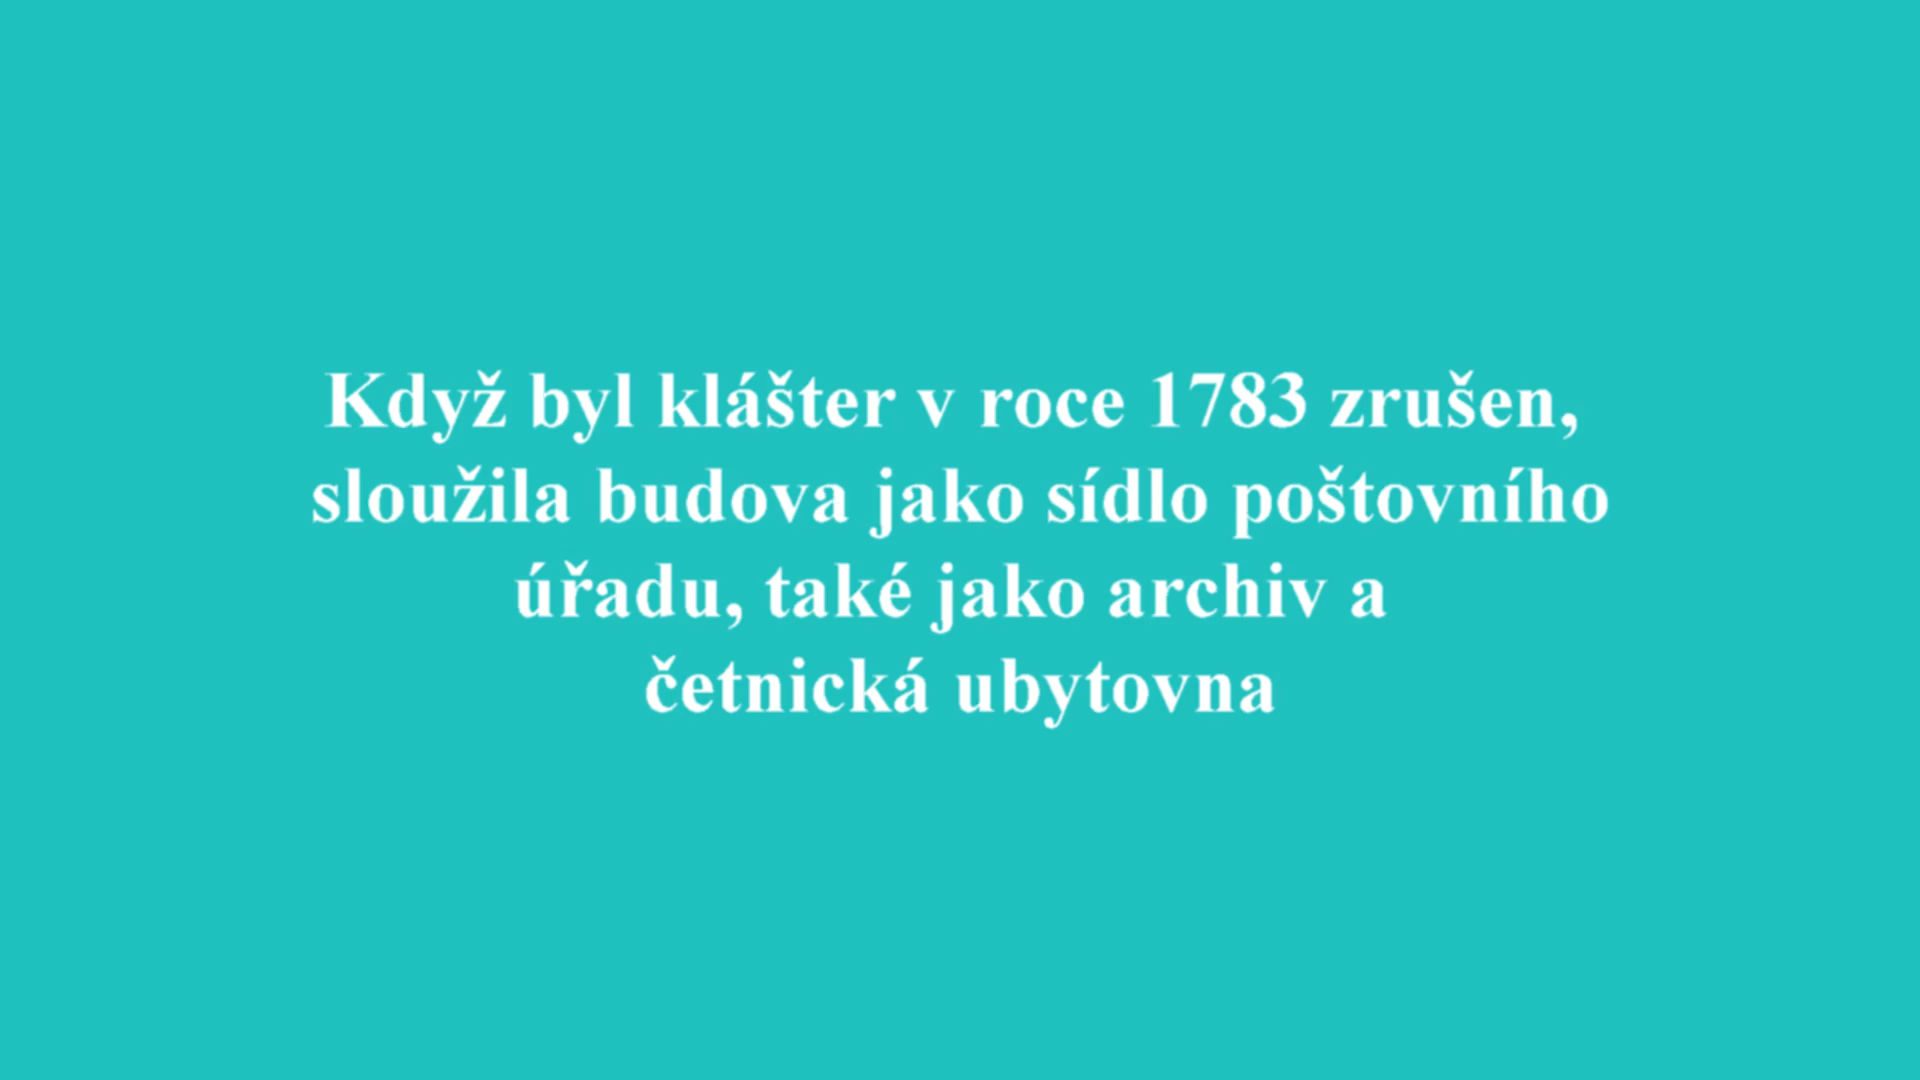 Když byl klášter v roce 1783 zrušen,
sloužila budova jako sídlo poštovního
úřadu, také jako archiv a
četnická ubytovna